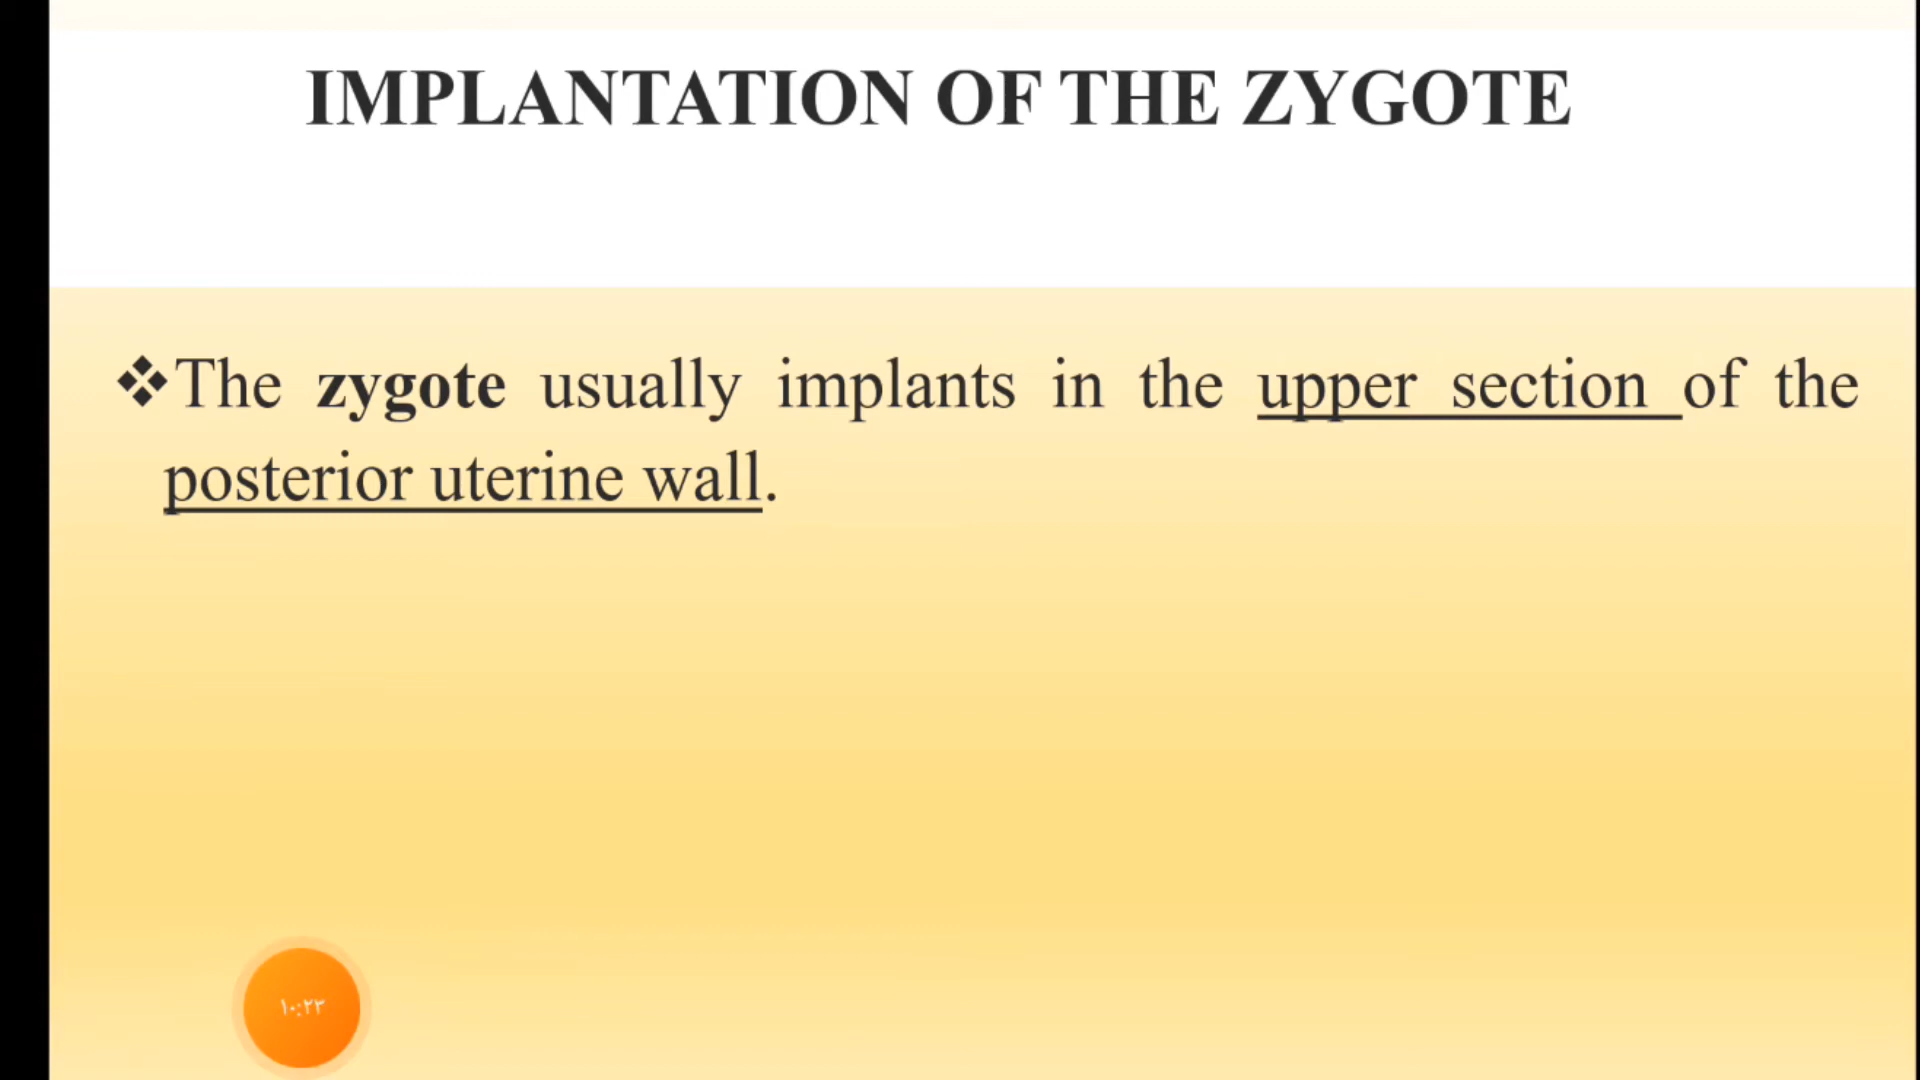 IMPLANTATION OF THE ZYGOTE
❖The zygote usually implants in the upper section of the
posterior uterine wall.
١٠:٢٣